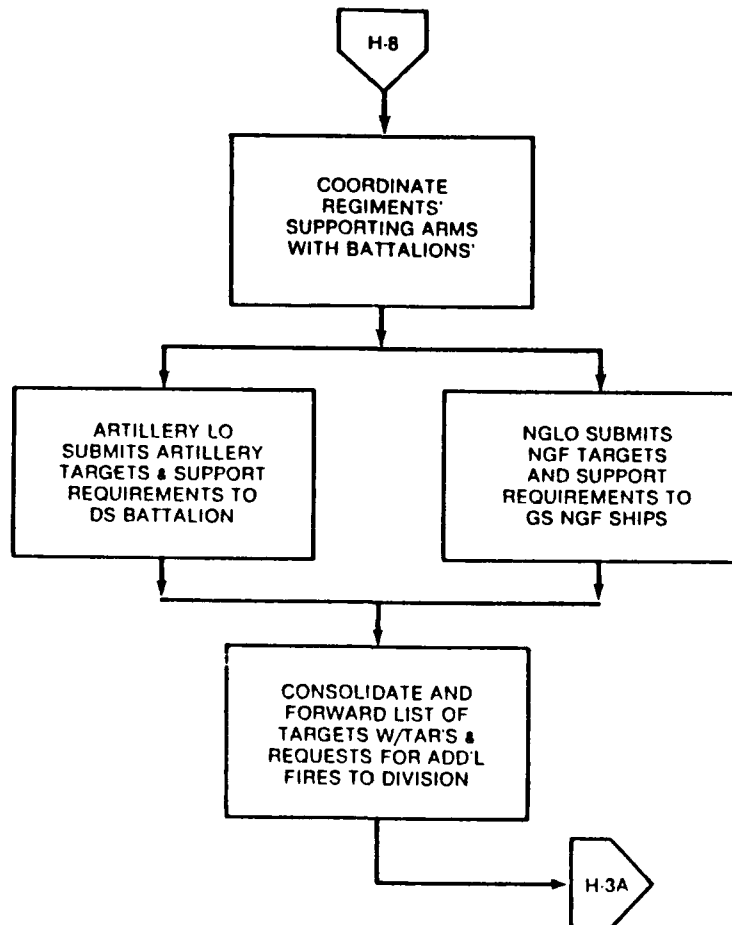 H-8
COORDINATE
REGIMENTS'
SUPPORTING ARMS
WITH BATTALIONS'
ARTILLERY LO
SUBMITS ARTILLERY
TARGETS & SUPPORT
REQUIREMENTS TO
DS BATTALION
NGLO SUBMITS
NGF TARGETS
AND SUPPORT
REQUIREMENTS TO
GS NGF SHIPS
CONSOLIDATE AND
FORWARD LIST OF
TARGETS W/TAR'S &
REQUESTS FOR ADD'L
FIRES TO DIVISION
H-3A